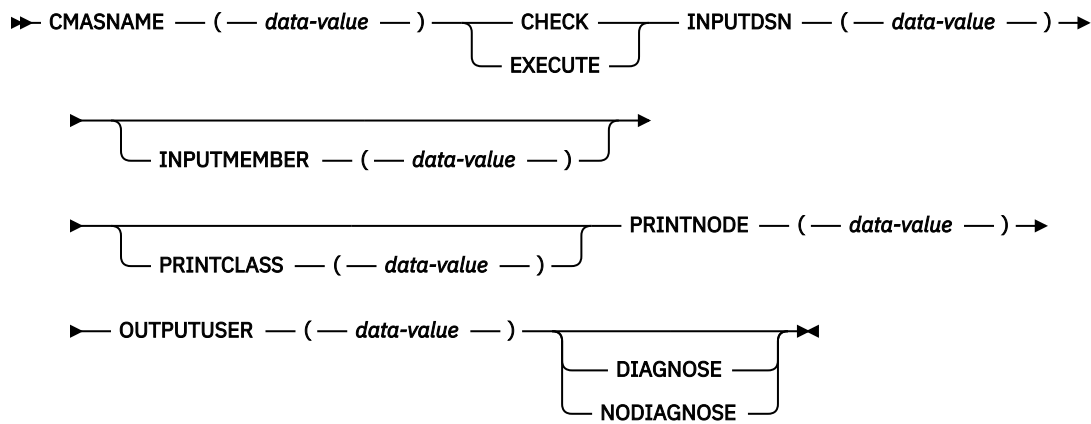 CMASNAME ( data-value ) CHECK INPUTDSN ( data-value )
EXECUTE
INPUTMEMBER ( data-value )
PRINTNODE ( data-value )
PRINTCLASS ( data-value )
OUTPUTUSER ( data-value )
DIAGNOSE
NODIAGNOSE